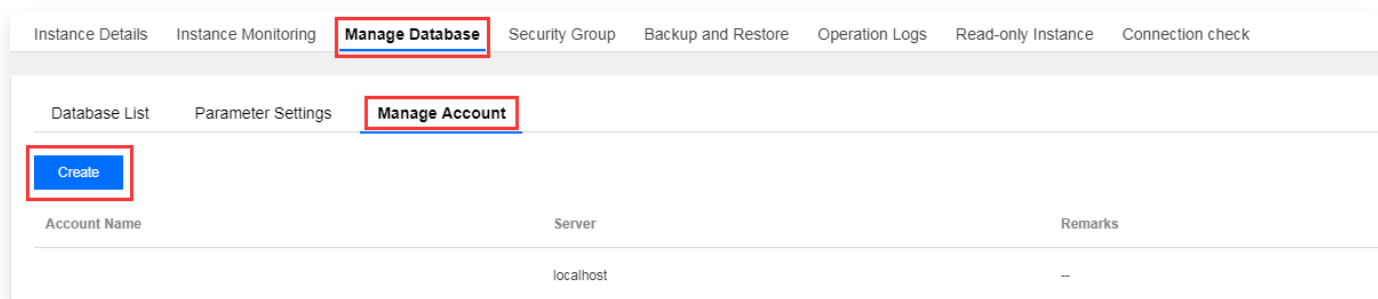 Instance Details Instance Monitoring Manage Database Security Group Backup and Restore Operation Logs Read-only Instance Connection check
Database List Parameter Settings Manage Account
Create
Account Name Server Remarks
localhost --